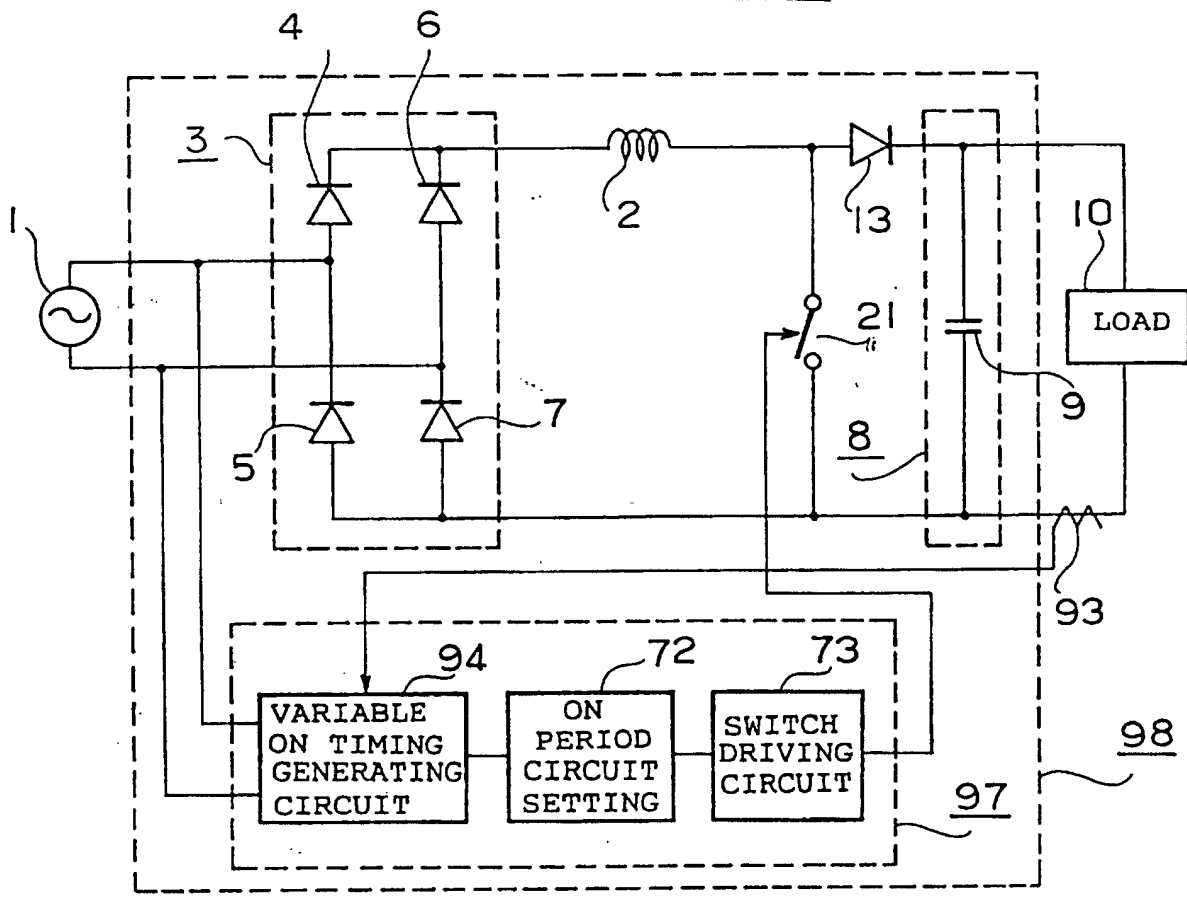 4
6
3
1
2
13
10
LOAD
21
9
5
7
8
93
94
72
73
VARIABLE
ON TIMING
GENERATING
CIRCUIT
ON
PERIOD
CIRCUIT
SETTING
SWITCH
DRIVING
CIRCUIT
98
97